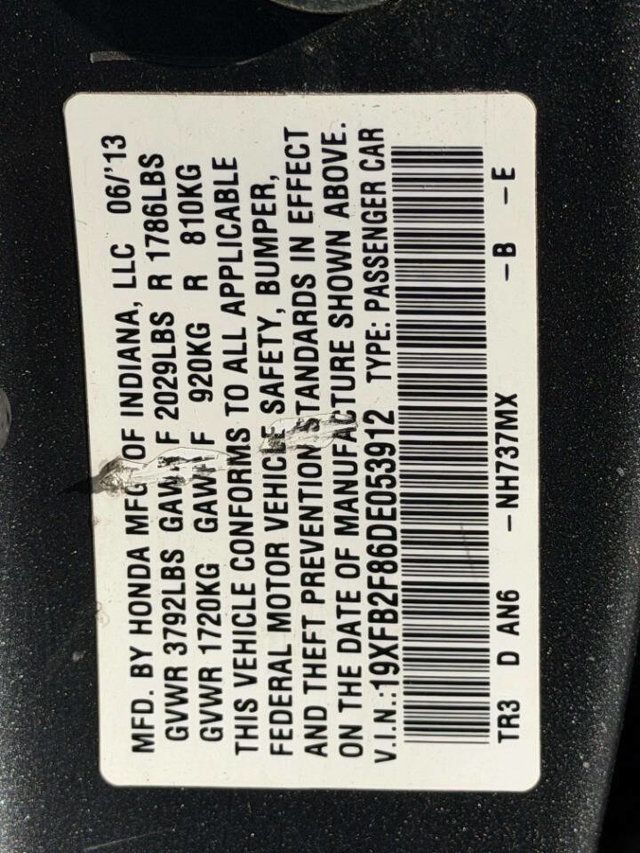 MFD. BY HONDA MFG OF INDIANA, LLC 06/'13
GVWR 3792LBS GAWR F 2029LBS R 1786LBS
GVWR 1720KG GAWR F 920KG R 810KG
THIS VEHICLE CONFORMS TO ALL APPLICABLE
FEDERAL MOTOR VEHICLE SAFETY, BUMPER,
AND THEFT PREVENTION STANDARDS IN EFFECT
ON THE DATE OF MANUFACTURE SHOWN ABOVE.
V.I.N.:19XFB2F86DE053912 TYPE: PASSENGER CAR
TR3 D AN6 –NH737MX –B –E